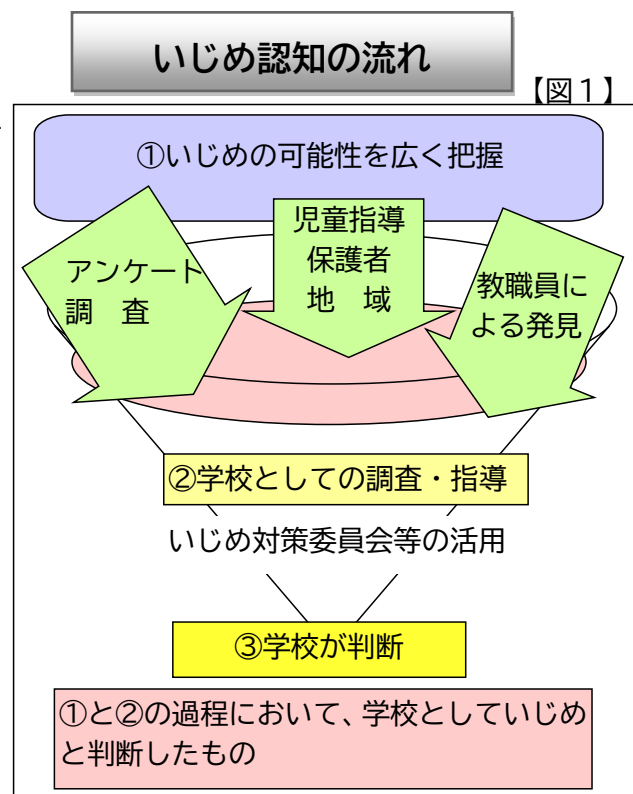 いじめ認知の流れ
【図1】
①いじめの可能性を広く把握
アンケート
調　査
児童指導
保護者
地　域
教職員に
よる発見
②学校としての調査・指導
いじめ対策委員会等の活用
③学校が判断
①と②の過程において、学校としていじめ
と判断したもの